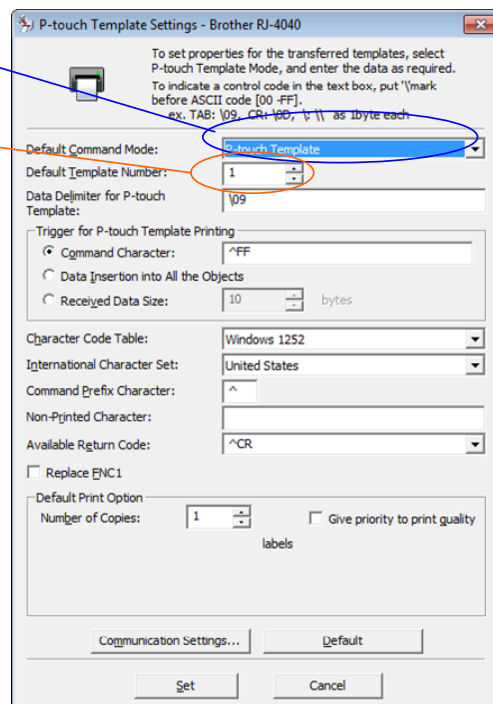 P-touch Template Settings - Brother RJ-4040
To set properties for the transferred templates, select
P-touch Template Mode, and enter the data as required.
To indicate a control code in the text box, put '\'mark
before ASCII code [00 -FF].
ex. TAB: \09, CR: \0D, \: \\ as 1byte each
Default Command Mode: P-touch Template
Default Template Number: 1
Data Delimiter for P-touch
Template: \09
Trigger for P-touch Template Printing
Command Character: ^FF
Data Insertion into All the Objects
Received Data Size: 10 bytes
Character Code Table: Windows 1252
International Character Set: United States
Command Prefix Character: ^
Non-Printed Character:
Available Return Code: ^CR
Replace FNC1
Default Print Option
Number of Copies: 1 Give priority to print quality
labels
Communication Settings... Default
Set Cancel